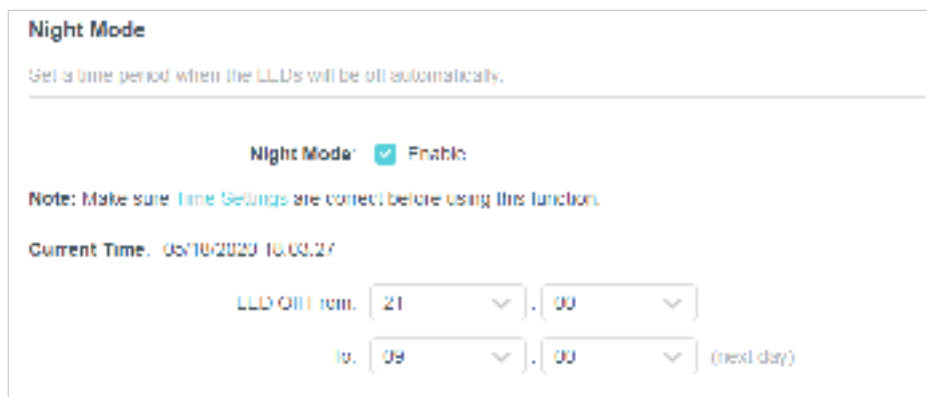 Night Mode
Set a time period when the LEDs will be off automatically.
Night Mode: Enable
Note: Make sure Time Settings are correct before using this function.
Current Time: 05/18/2020 18:03:27
LED Off From: 21 : 00
To: 09 : 00 (next day)